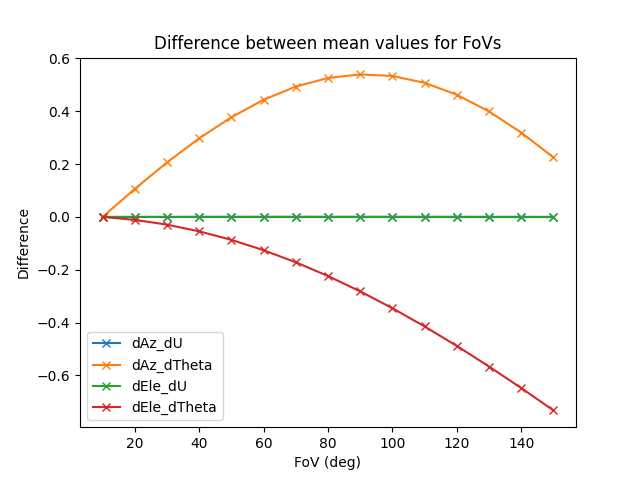 Difference between mean values for FoVs
0.6
0.4
0.2
0.0
−0.2
−0.4
−0.6
Difference
dAz_dU
dAz_dTheta
dEle_dU
dEle_dTheta
20 40 60 80 100 120 140
FoV (deg)